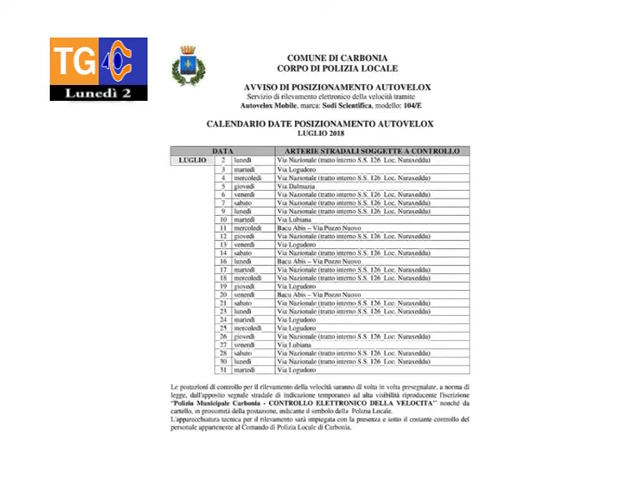 TG 4C
Lunedì 2
COMUNE DI CARBONIA
CORPO DI POLIZIA LOCALE
AVVISO DI POSIZIONAMENTO AUTOVELOX
Servizio di rilevamento elettronico della velocità tramite
Autovelox Mobile, marca: Sodi Scientifica, modello: 104/E
CALENDARIO DATE POSIZIONAMENTO AUTOVELOX
LUGLIO 2018
DATA ARTERIE STRADALI SOGGETTE A CONTROLLO
LUGLIO 2 lunedì Via Nazionale (tratto interno S.S. 126 Loc. Nuraxeddu)
3 martedì Via Logudoro
4 mercoledì Via Nazionale (tratto interno S.S. 126 Loc. Nuraxeddu)
5 giovedì Via Dalmazia
6 venerdì Via Nazionale (tratto interno S.S. 126 Loc. Nuraxeddu)
7 sabato Via Nazionale (tratto interno S.S. 126 Loc. Nuraxeddu)
9 lunedì Via Nazionale (tratto interno S.S. 126 Loc. Nuraxeddu)
10 martedì Via Lubiana
11 mercoledì Bacu Abis – Via Pozzo Nuovo
12 giovedì Via Nazionale (tratto interno S.S. 126 Loc. Nuraxeddu)
13 venerdì Via Logudoro
14 sabato Via Nazionale (tratto interno S.S. 126 Loc. Nuraxeddu)
16 lunedì Bacu Abis – Via Pozzo Nuovo
17 martedì Via Nazionale (tratto interno S.S. 126 Loc. Nuraxeddu)
18 mercoledì Via Nazionale (tratto interno S.S. 126 Loc. Nuraxeddu)
19 giovedì Via Logudoro
20 venerdì Bacu Abis – Via Pozzo Nuovo
21 sabato Via Nazionale (tratto interno S.S. 126 Loc. Nuraxeddu)
23 lunedì Via Nazionale (tratto interno S.S. 126 Loc. Nuraxeddu)
24 martedì Via Logudoro
25 mercoledì Via Logudoro
26 giovedì Via Nazionale (tratto interno S.S. 126 Loc. Nuraxeddu)
27 venerdì Via Lubiana
28 sabato Via Nazionale (tratto interno S.S. 126 Loc. Nuraxeddu)
30 lunedì Via Nazionale (tratto interno S.S. 126 Loc. Nuraxeddu)
31 martedì Via Logudoro
Le postazioni di controllo per il rilevamento della velocità saranno di volta in volta presegnalate, a norma di
legge, dall'apposito segnale stradale di indicazione temporaneo ad alta visibilità riproducente l'iscrizione
"Polizia Municipale Carbonia - CONTROLLO ELETTRONICO DELLA VELOCITA'" nonché da
cartello, in prossimità della postazione, indicante il simbolo della Polizia Locale.
L'apparecchiatura tecnica per il rilevamento sarà impiegata con la presenza e sotto il costante controllo del
personale appartenente al Comando di Polizia Locale di Carbonia.